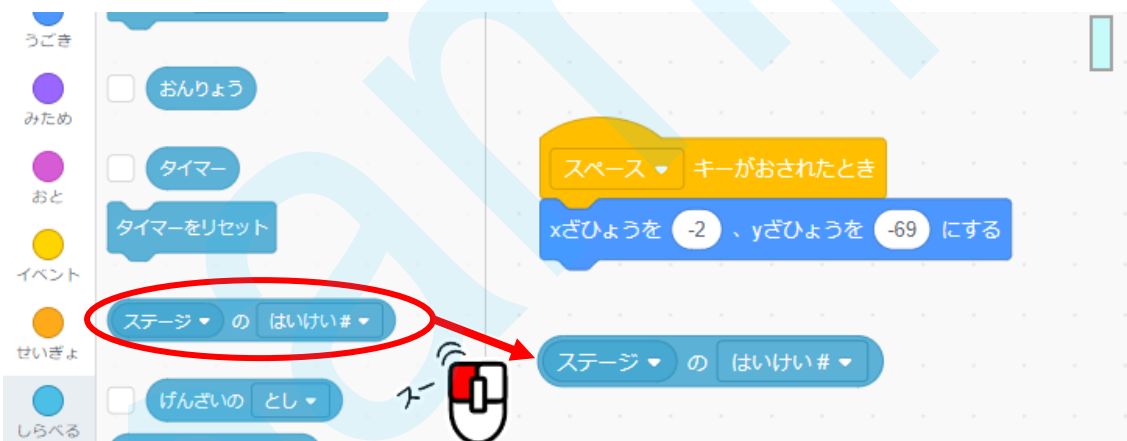 うごき
みため
おと
イベント
せいぎょ
しらべる
おんりょう
タイマー
タイマーをリセット
ステージ の はいけい#
げんざいの とし
スー
スペース キーがおされたとき
xざひょうを -2 、yざひょうを -69 にする
ステージ の はいけい#